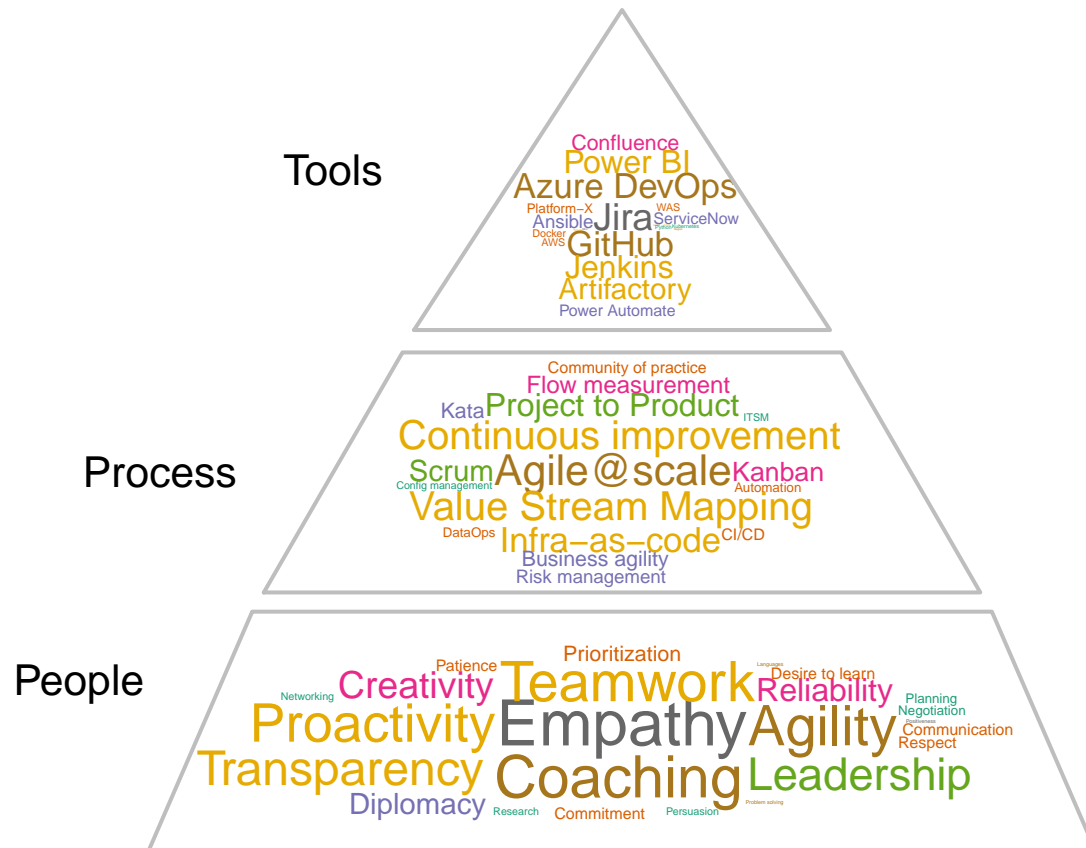 Tools
Confluence
Power BI
Azure DevOps
Platform−X
WAS
Ansible
Jira
ServiceNow
Python
Kubernetes
Docker
AWS
GitHub
Jenkins
Artifactory
Power Automate
Process
Community of practice
Flow measurement
Kata
Project to Product
ITSM
Continuous improvement
Scrum
Agile@scale
Kanban
Config management
Automation
Value Stream Mapping
DataOps
Infra−as−code
CI/CD
Business agility
Risk management
People
Prioritization
Patience
Languages
Desire to learn
Networking
Creativity
Teamwork
Reliability
Planning
Negotiation
Proactivity
Empathy
Agility
Positiveness
Communication
Respect
Transparency
Coaching
Leadership
Diplomacy
Research
Commitment
Persuasion
Problem solving